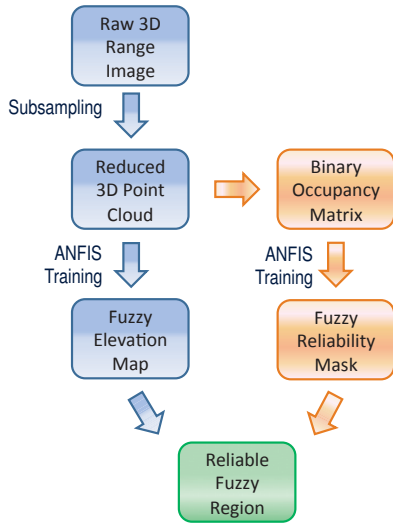 Raw 3D
Range
Image
Subsampling
Reduced
3D Point
Cloud
Binary
Occupancy
Matrix
ANFIS
Training
ANFIS
Training
Fuzzy
Elevation
Map
Fuzzy
Reliability
Mask
Reliable
Fuzzy
Region